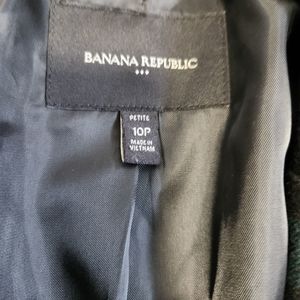 BANANA REPUBLIC
PETITE
10P
MADE IN
VIETNAM